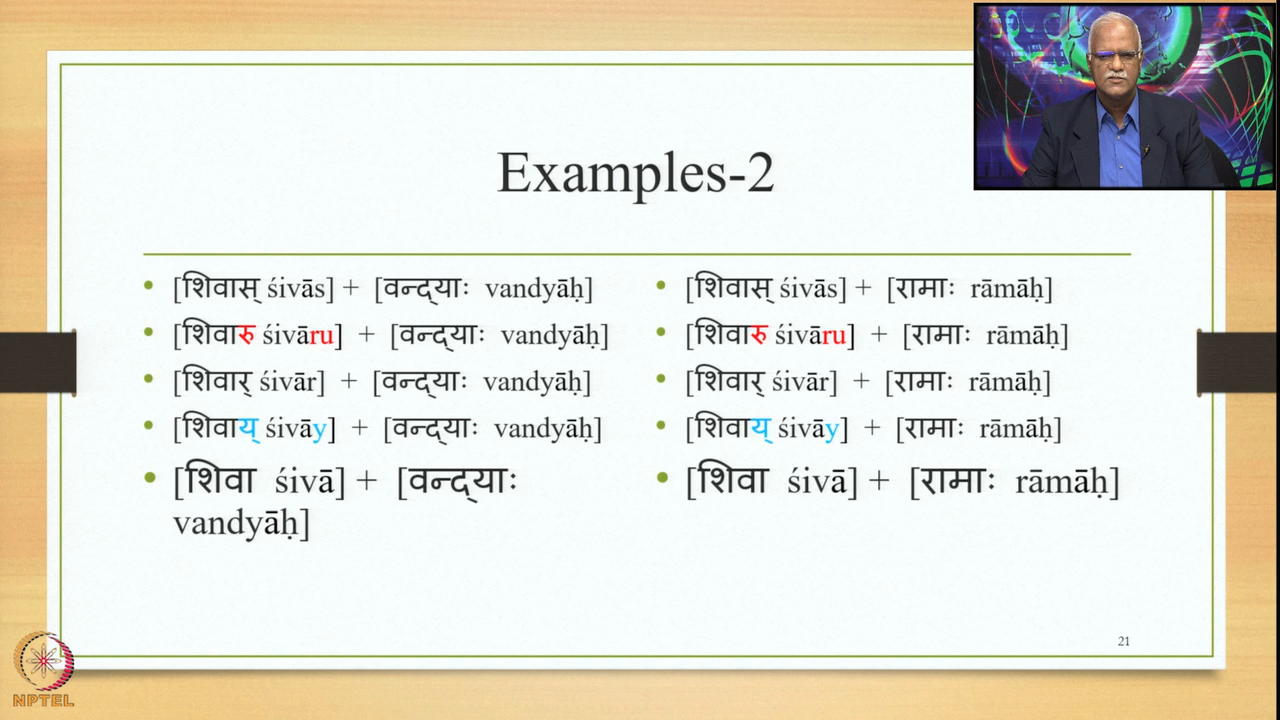 Examples-2
• [शिवास् śivās] + [वन्द्याः vandyāḥ]
• [शिवारु śivāru] + [वन्द्याः vandyāḥ]
• [शिवार् śivār] + [वन्द्याः vandyāḥ]
• [शिवाय् śivāy] + [वन्द्याः vandyāḥ]
• [शिवा śivā] + [वन्द्याः
vandyāḥ]
• [शिवास् śivās] + [रामाः rāmāḥ]
• [शिवारु śivāru] + [रामाः rāmāḥ]
• [शिवार् śivār] + [रामाः rāmāḥ]
• [शिवाय् śivāy] + [रामाः rāmāḥ]
• [शिवा śivā] + [रामाः rāmāḥ]
21
NPTEL